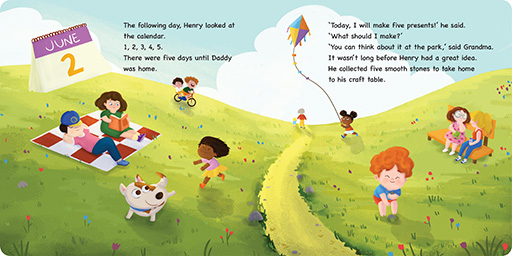 JUNE
2
The following day, Henry looked at
the calendar.
1, 2, 3, 4, 5.
There were five days until Daddy
was home.
'Today, I will make five presents!' he said.
'What should I make?'
'You can think about it at the park,' said Grandma.
It wasn't long before Henry had a great idea.
He collected five smooth stones to take home
to his craft table.